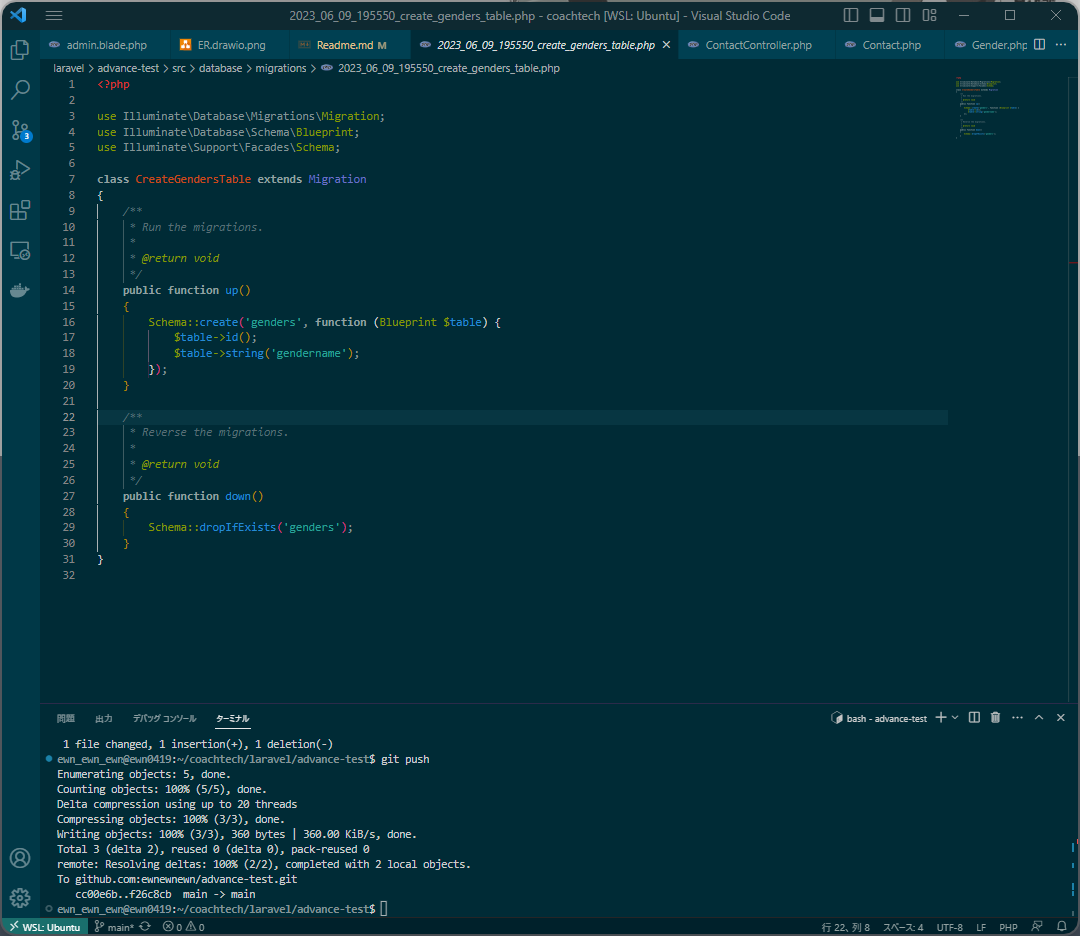 2023_06_09_195550_create_genders_table.php - coachtech [WSL: Ubuntu] - Visual Studio Code
admin.blade.php ER.drawio.png Readme.md M 2023_06_09_195550_create_genders_table.php ContactController.php Contact.php Gender.php
laravel > advance-test > src > database > migrations > 2023_06_09_195550_create_genders_table.php
1 <?php
2
3 use Illuminate\Database\Migrations\Migration;
4 use Illuminate\Database\Schema\Blueprint;
5 use Illuminate\Support\Facades\Schema;
6
7 class CreateGendersTable extends Migration
8 {
9 /**
10 * Run the migrations.
11 *
12 * @return void
13 */
14 public function up()
15 {
16 Schema::create('genders', function (Blueprint $table) {
17 $table->id();
18 $table->string('gendername');
19 });
20 }
21
22 /**
23 * Reverse the migrations.
24 *
25 * @return void
26 */
27 public function down()
28 {
29 Schema::dropIfExists('genders');
30 }
31 }
32
3
問題 出力 デバッグ コンソール ターミナル bash - advance-test
1 file changed, 1 insertion(+), 1 deletion(-)
ewn_ewn_ewn@ewn0419:~/coachtech/laravel/advance-test$ git push
Enumerating objects: 5, done.
Counting objects: 100% (5/5), done.
Delta compression using up to 20 threads
Compressing objects: 100% (3/3), done.
Writing objects: 100% (3/3), 360 bytes | 360.00 KiB/s, done.
Total 3 (delta 2), reused 0 (delta 0), pack-reused 0
remote: Resolving deltas: 100% (2/2), completed with 2 local objects.
To github.com:ewnewnewn/advance-test.git
cc00e6b..f26c8cb main -> main
ewn_ewn_ewn@ewn0419:~/coachtech/laravel/advance-test$
WSL: Ubuntu main* 0 0 行 22、列 8 スペース: 4 UTF-8 LF PHP